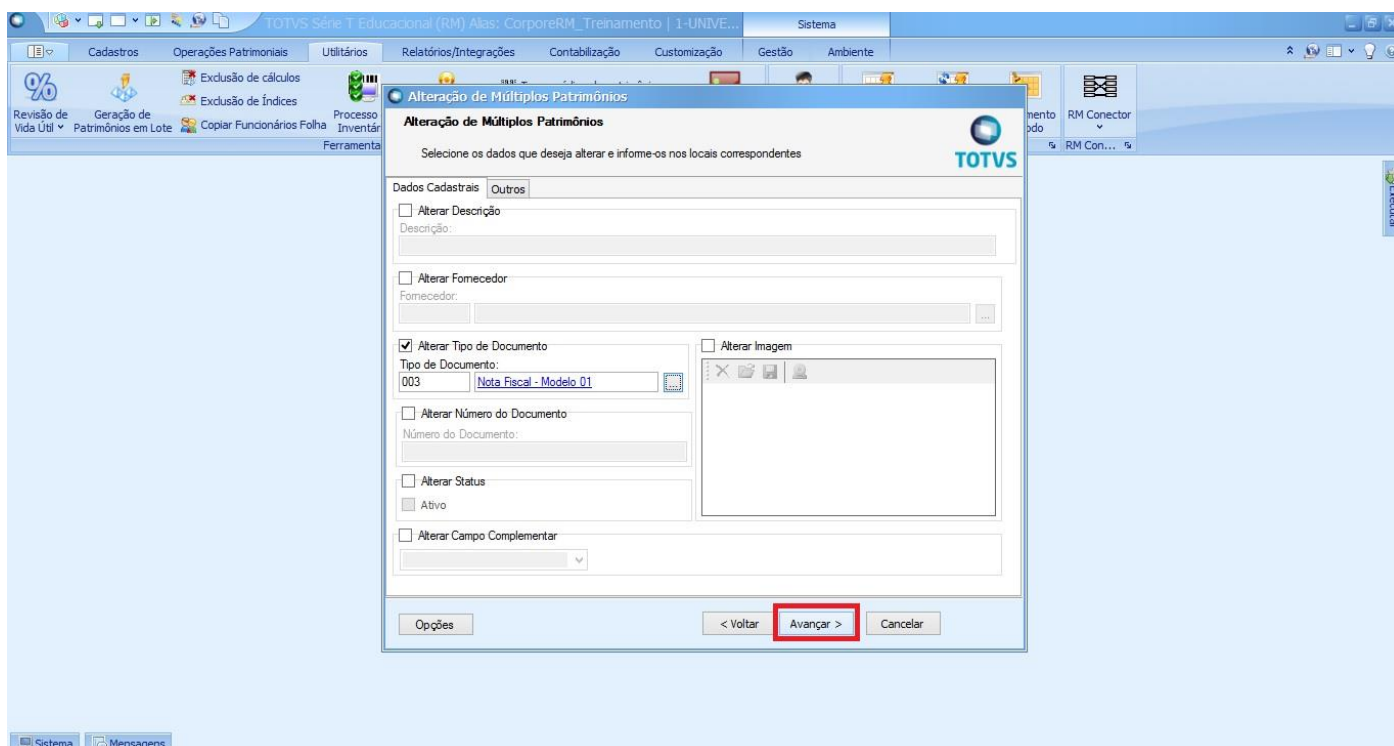 TOTVS Série T Educacional (RM) Alias: CorporeRM_Treinamento | 1-UNIVE...
Sistema
Cadastros Operações Patrimoniais Utilitários Relatórios/Integrações Contabilização Customização Gestão Ambiente
Revisão de Vida Útil
Geração de Patrimônios em Lote
Exclusão de cálculos
Exclusão de Índices
Copiar Funcionários Folha
Processo
Inventár
Ferramenta
mento
odo
RM Conector
RM Con...
Executar
Alteração de Múltiplos Patrimônios
Alteração de Múltiplos Patrimônios
Selecione os dados que deseja alterar e informe-os nos locais correspondentes
TOTVS
Dados Cadastrais Outros
Alterar Descrição
Descrição:
Alterar Fornecedor
Fornecedor:
...
Alterar Tipo de Documento
Tipo de Documento:
003 Nota Fiscal - Modelo 01 ...
Alterar Imagem
Alterar Número do Documento
Número do Documento:
Alterar Status
Ativo
Alterar Campo Complementar
Opções < Voltar Avançar > Cancelar
Sistema Mensagens